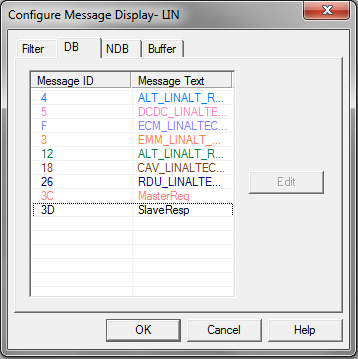 Configure Message Display- LIN
Filter DB NDB Buffer
Message ID Message Text
4 ALT_LINALT_R...
5 DCDC_LINALTE...
F ECM_LINALTEC...
3 EMM_LINALT_...
12 ALT_LINALT_R...
18 CAV_LINALTEC...
26 RDU_LINALTE...
3C MasterReq
3D SlaveResp
Edit
OK Cancel Help